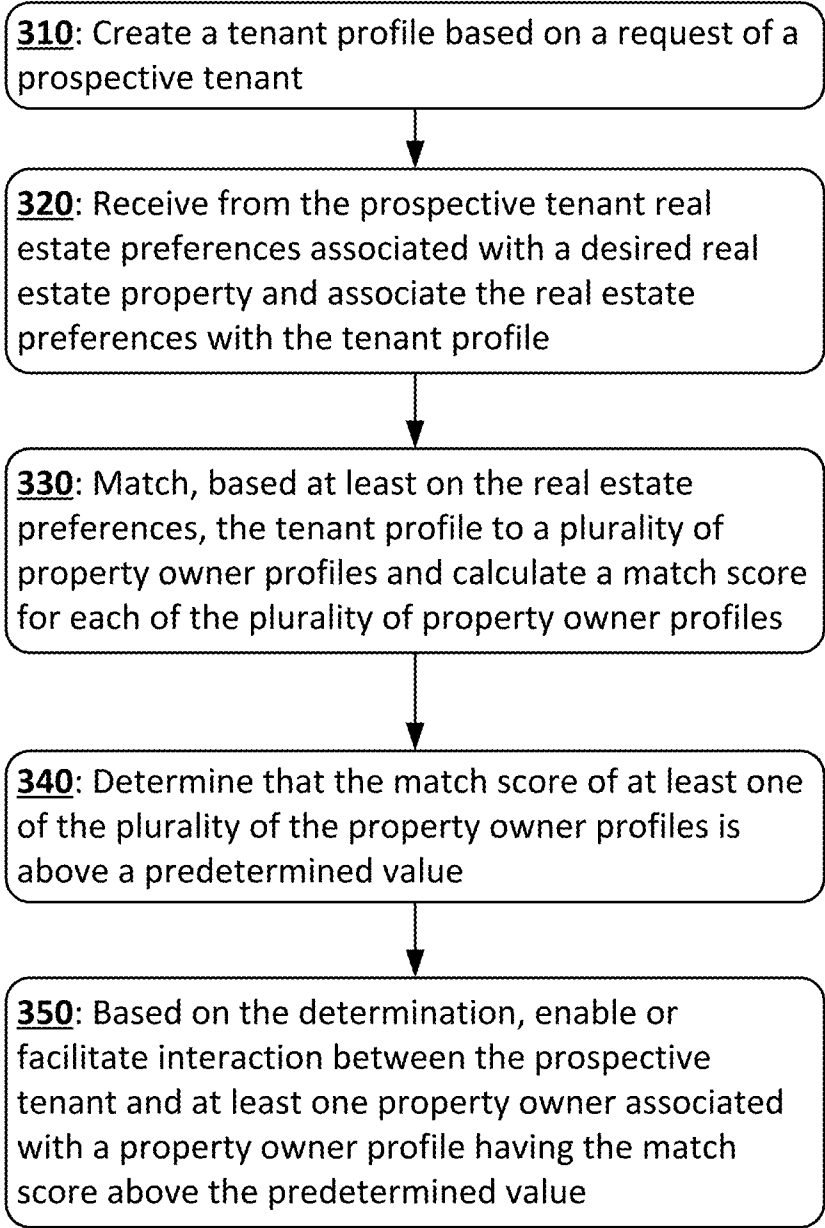 310: Create a tenant profile based on a request of a
prospective tenant
320: Receive from the prospective tenant real
estate preferences associated with a desired real
estate property and associate the real estate
preferences with the tenant profile
330: Match, based at least on the real estate
preferences, the tenant profile to a plurality of
property owner profiles and calculate a match score
for each of the plurality of property owner profiles
340: Determine that the match score of at least one
of the plurality of the property owner profiles is
above a predetermined value
350: Based on the determination, enable or
facilitate interaction between the prospective
tenant and at least one property owner associated
with a property owner profile having the match
score above the predetermined value